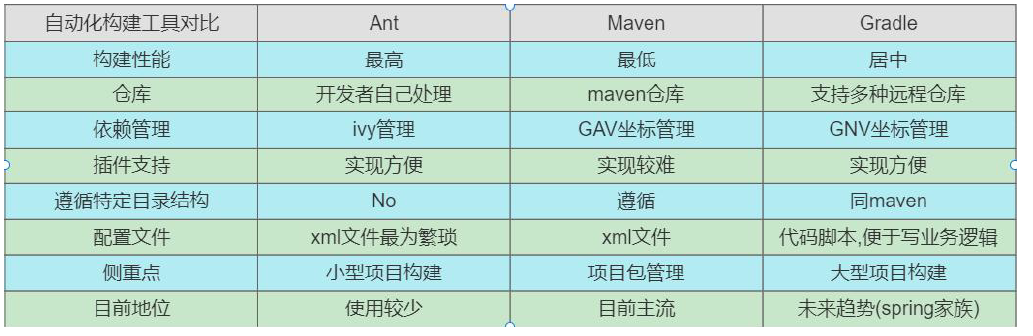 自动化构建工具对比 Ant Maven Gradle
构建性能 最高 最低 居中
仓库 开发者自己处理 maven仓库 支持多种远程仓库
依赖管理 ivy管理 GAV坐标管理 GNV坐标管理
插件支持 实现方便 实现较难 实现方便
遵循特定目录结构 No 遵循 同maven
配置文件 xml文件最为繁琐 xml文件 代码脚本,便于写业务逻辑
侧重点 小型项目构建 项目包管理 大型项目构建
目前地位 使用较少 目前主流 未来趋势(spring家族)